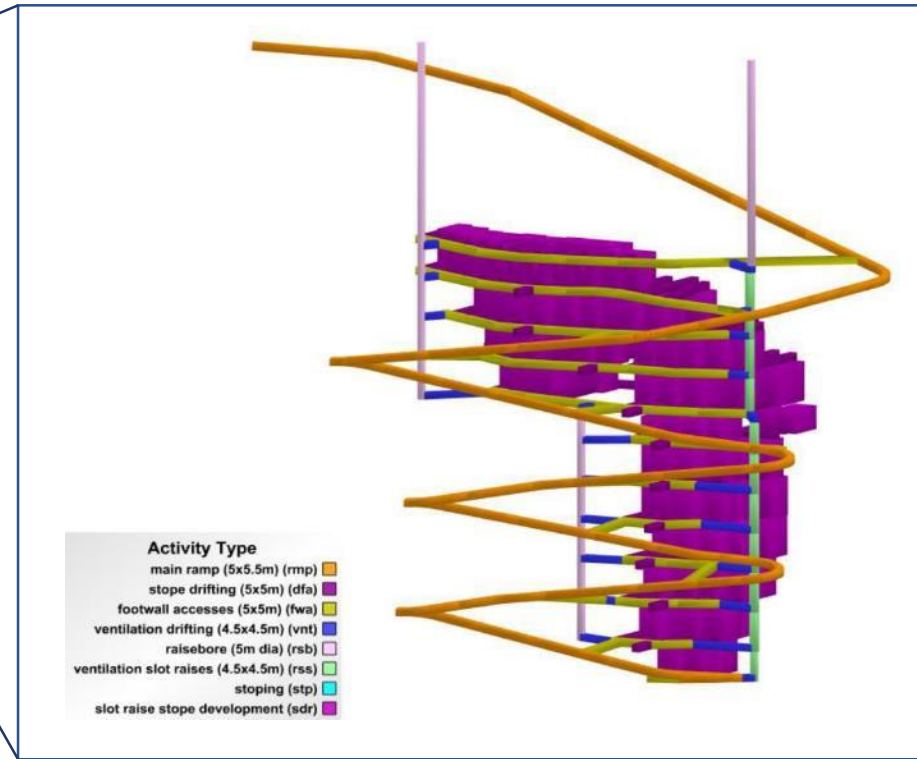 Activity Type
main ramp (5x5.5m) (rmp)
stope drifting (5x5m) (dfa)
footwall accesses (5x5m) (fwa)
ventilation drifting (4.5x4.5m) (vnt)
raisebore (5m dia) (rsb)
ventilation slot raises (4.5x4.5m) (rss)
stoping (stp)
slot raise stope development (sdr)